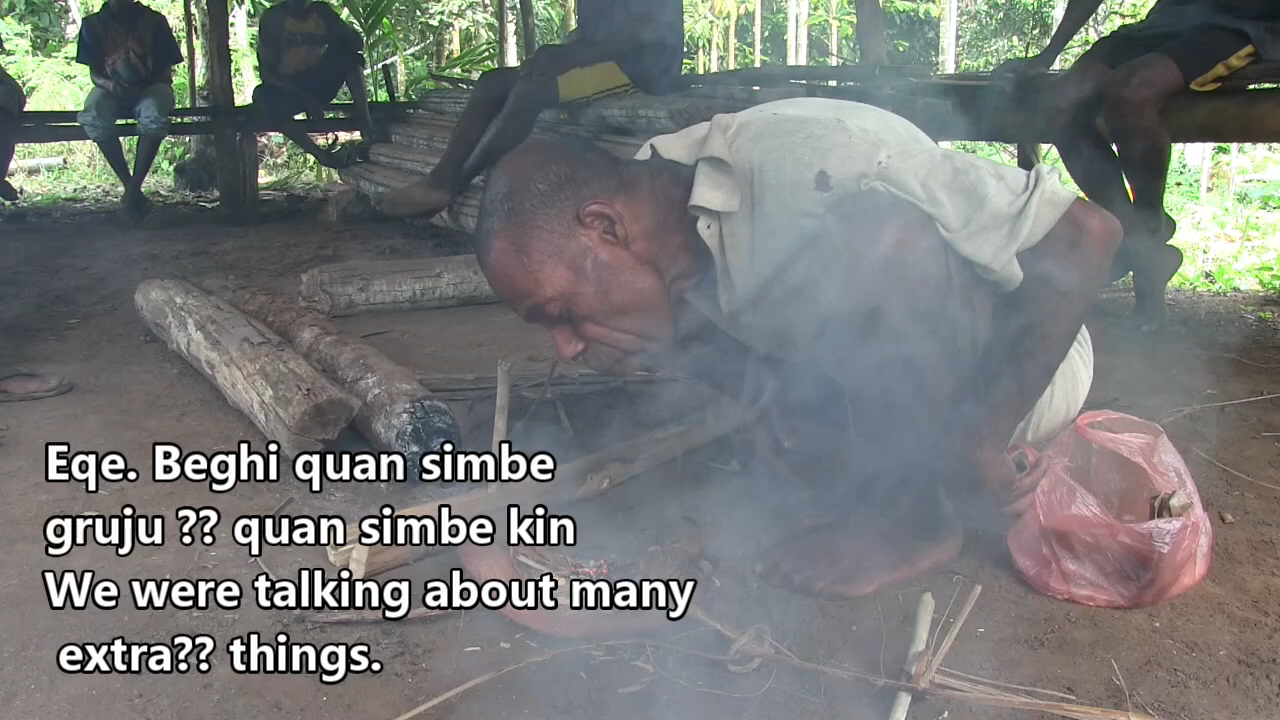 Eqe. Beghi quan simbe
gruju ?? quan simbe kin
We were talking about many
extra?? things.